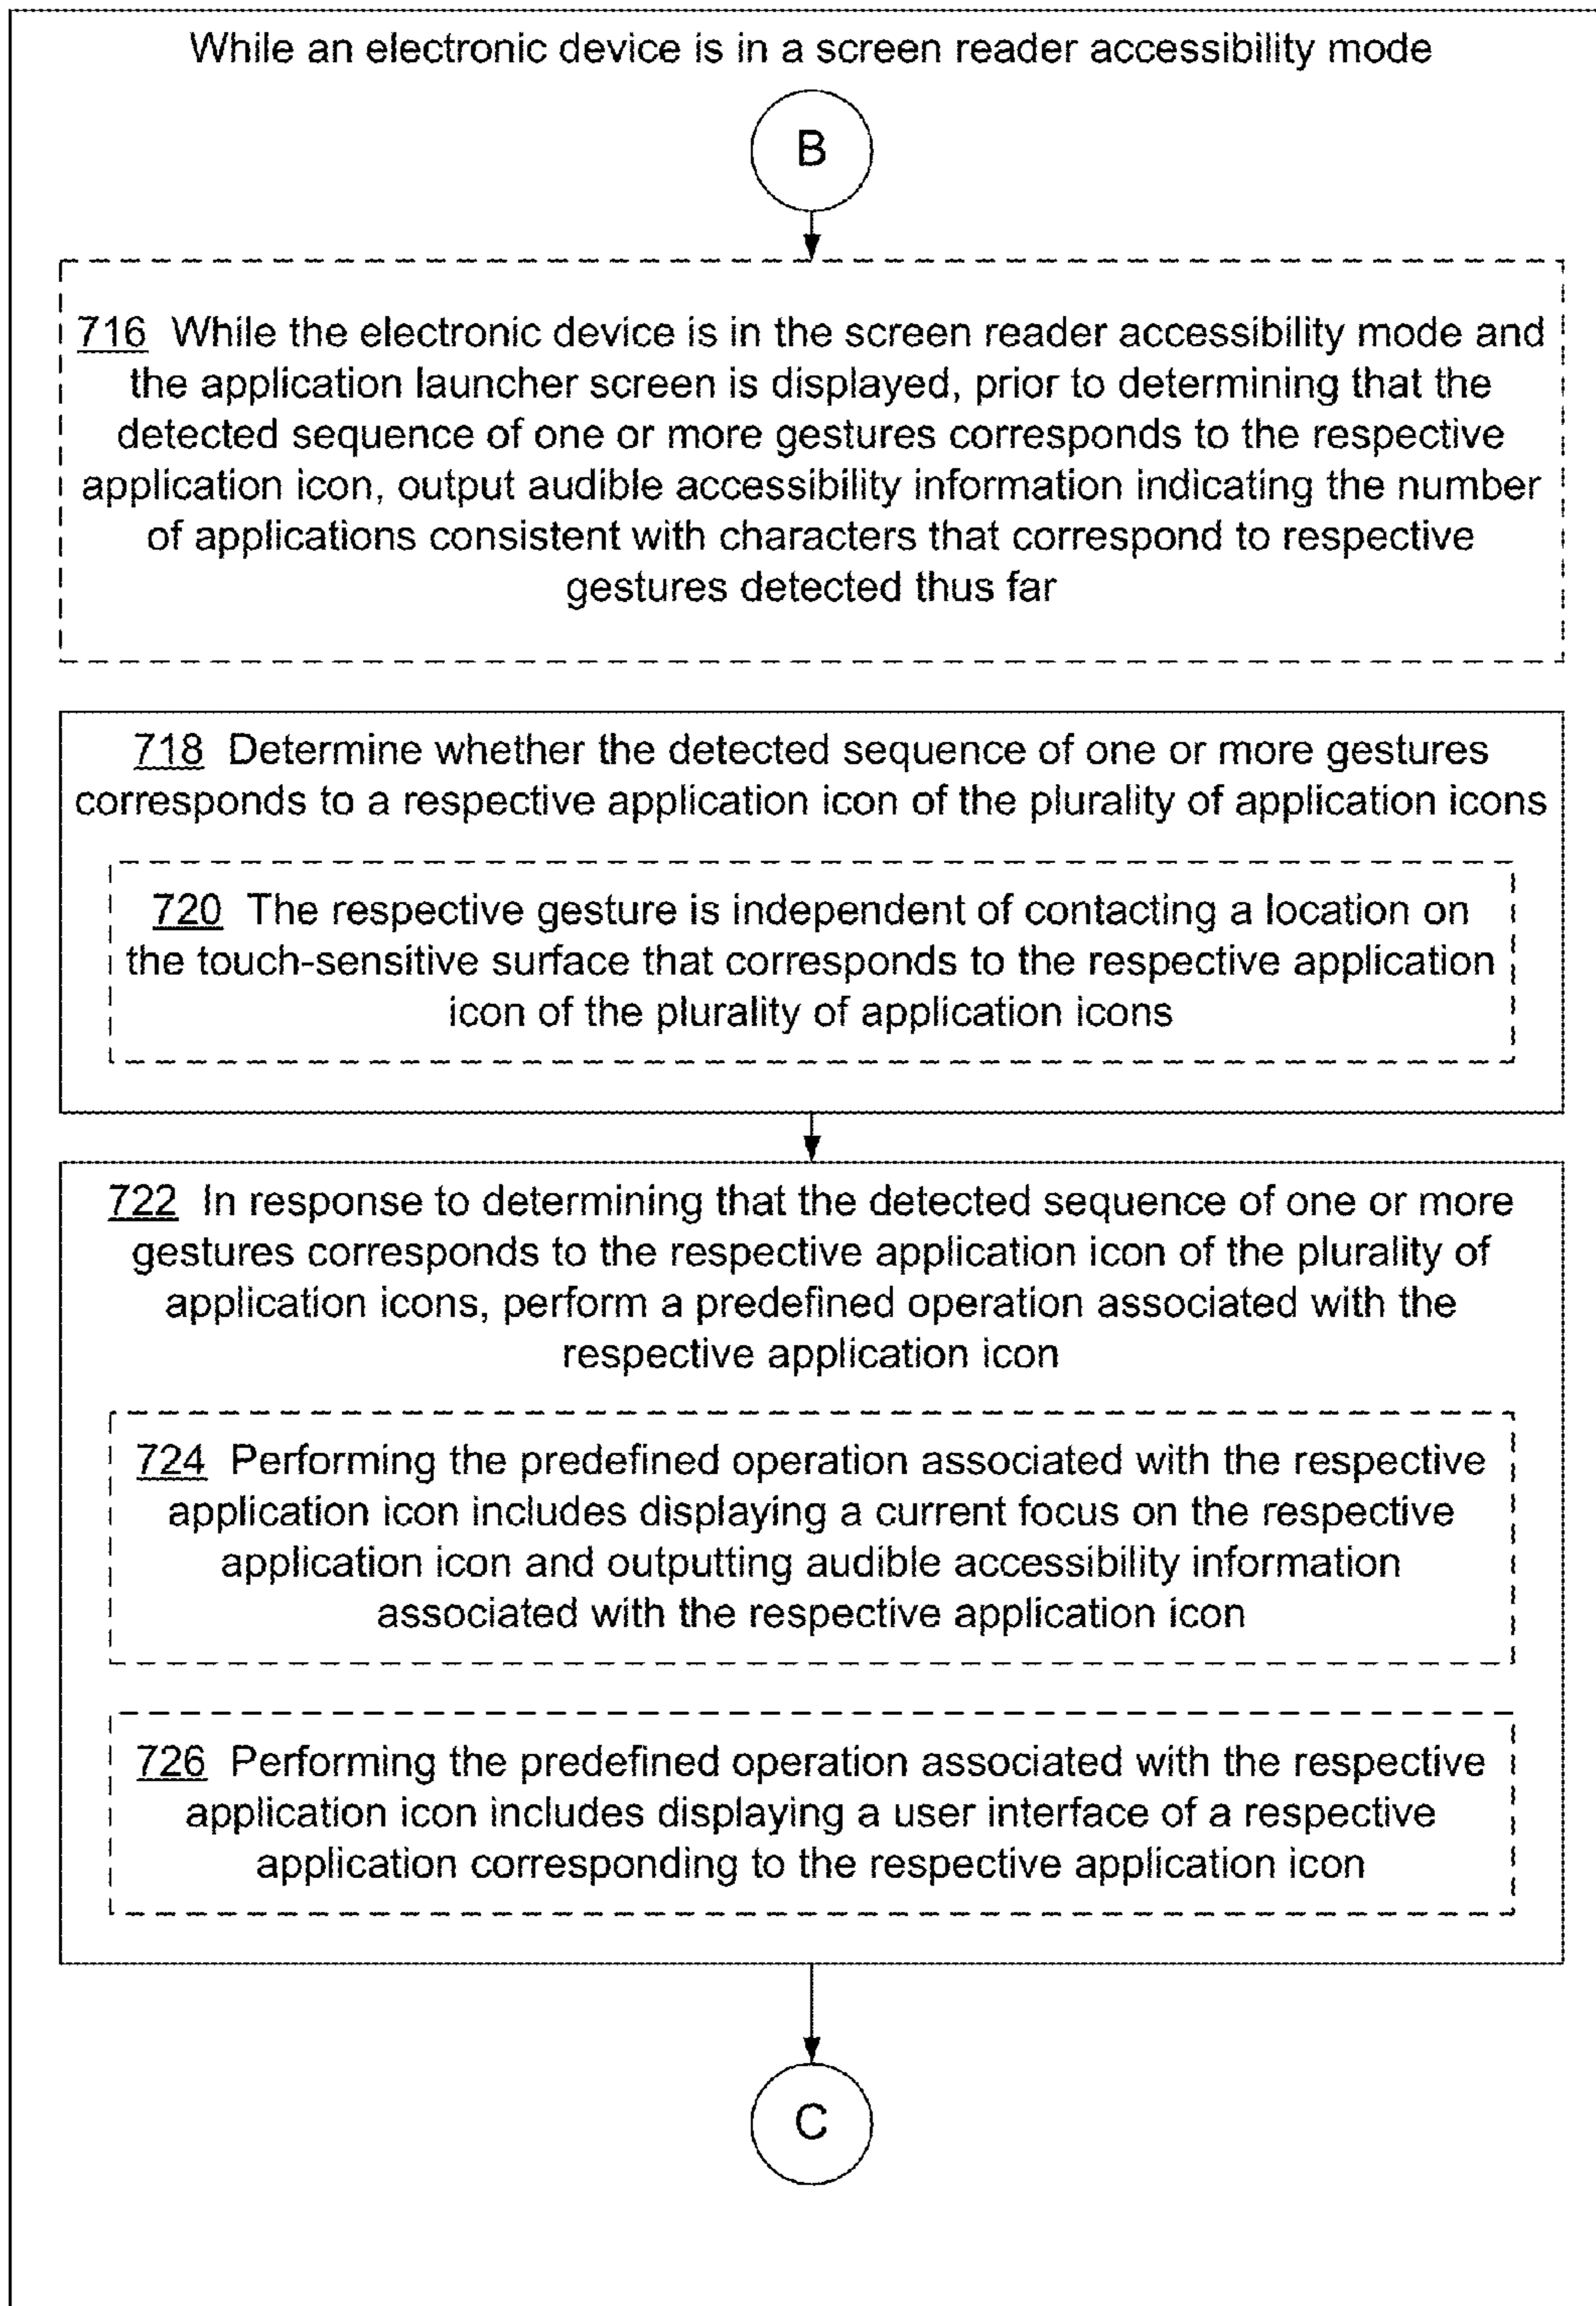 While an electronic device is in a screen reader accessibility mode
B
716 While the electronic device is in the screen reader accessibility mode and
the application launcher screen is displayed, prior to determining that the
detected sequence of one or more gestures corresponds to the respective
application icon, output audible accessibility information indicating the number
of applications consistent with characters that correspond to respective
gestures detected thus far
718 Determine whether the detected sequence of one or more gestures
corresponds to a respective application icon of the plurality of application icons
720 The respective gesture is independent of contacting a location on
the touch-sensitive surface that corresponds to the respective application
icon of the plurality of application icons
722 In response to determining that the detected sequence of one or more
gestures corresponds to the respective application icon of the plurality of
application icons, perform a predefined operation associated with the
respective application icon
724 Performing the predefined operation associated with the respective
application icon includes displaying a current focus on the respective
application icon and outputting audible accessibility information
associated with the respective application icon
726 Performing the predefined operation associated with the respective
application icon includes displaying a user interface of a respective
application corresponding to the respective application icon
C